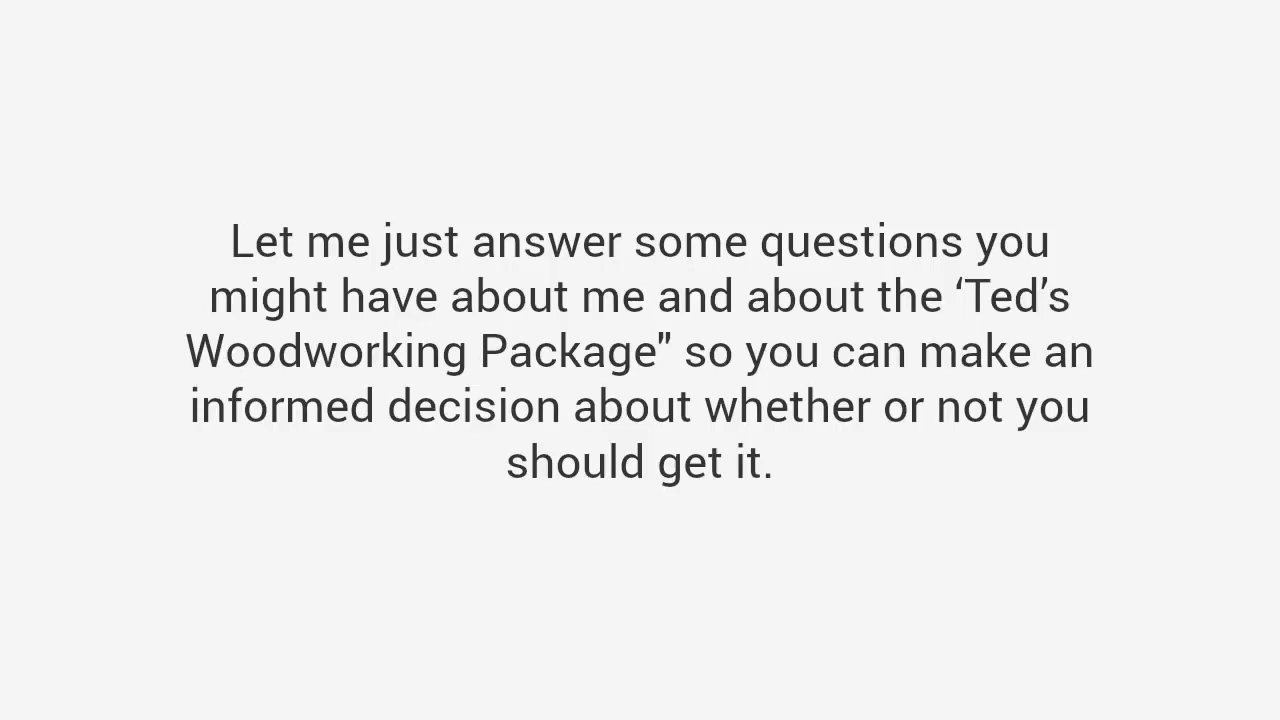 Let me just answer some questions you
might have about me and about the ‘Ted’s
Woodworking Package" so you can make an
informed decision about whether or not you
should get it.